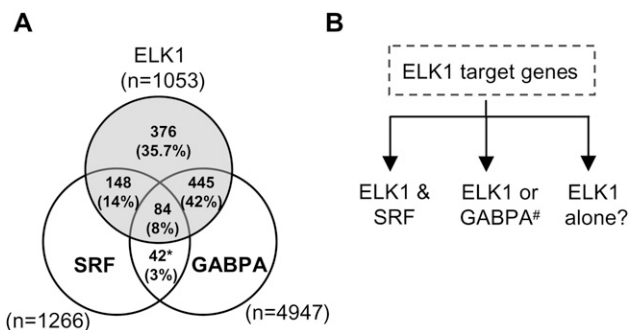 A
ELK1
(n=1053)
376
(35.7%)
148
(14%)
445
(42%)
84
(8%)
SRF
42*
(3%)
GABPA
(n=1266)
(n=4947)
B
ELK1 target genes
ELK1 &
SRF
ELK1 or
GABPA#
ELK1
alone?